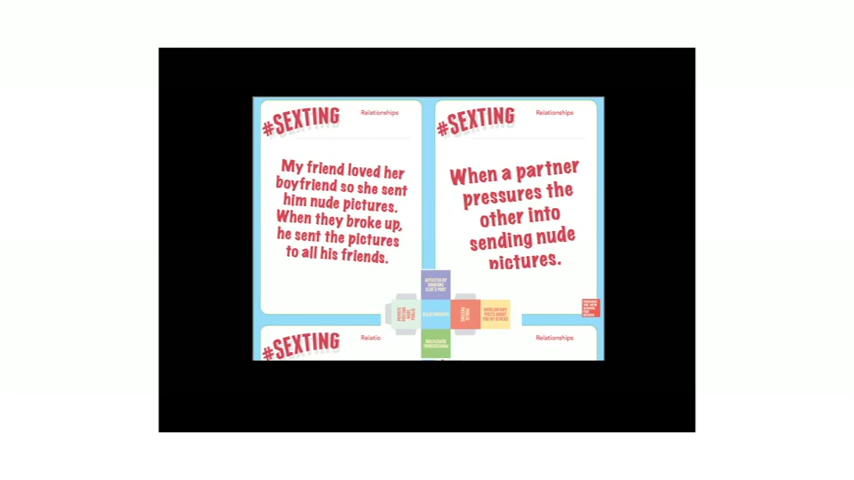 #SEXTING
Relationships
My friend loved her
boyfriend so she sent
him nude pictures.
When they broke up,
he sent the pictures
to all his friends.
#SEXTING
Relationships
When a partner
pressures the
other into
sending nude
pictures.
RELATIONSHIPS
#SEXTING
Relatio
Relationships